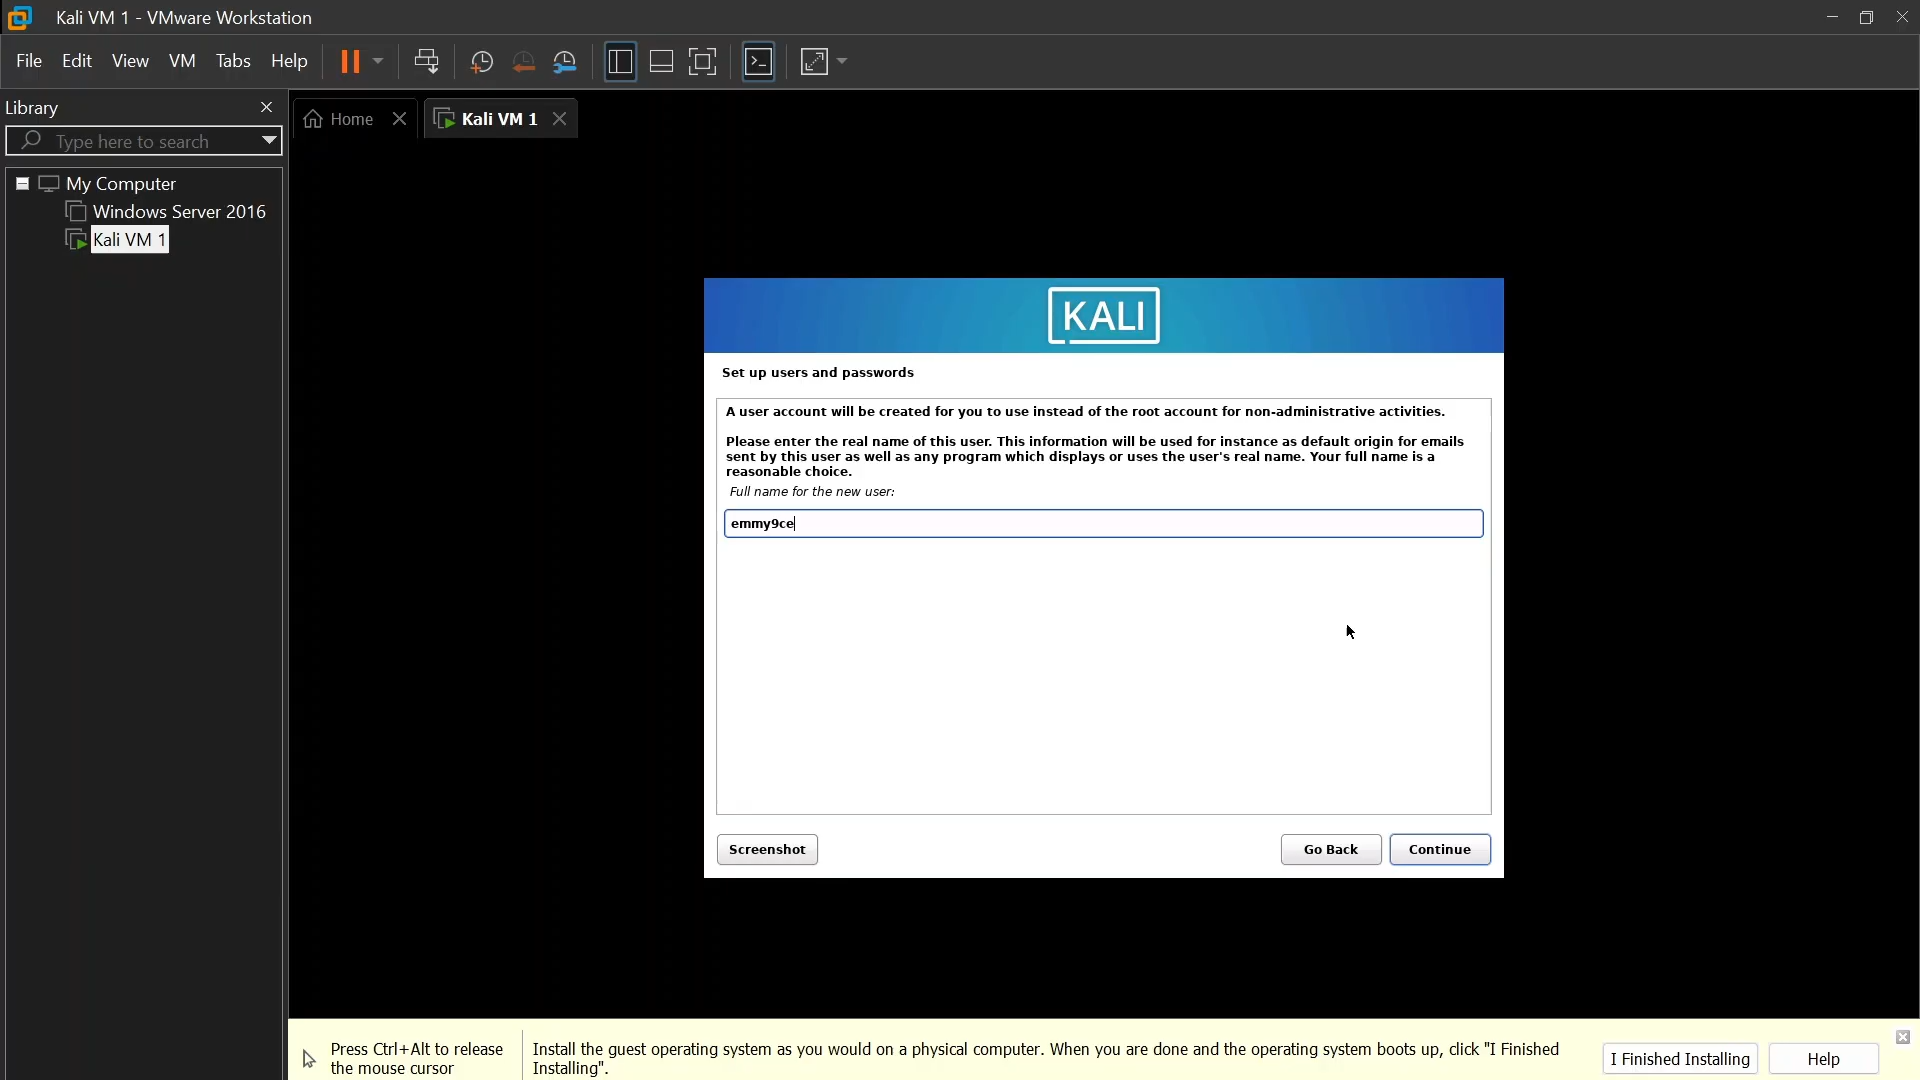 Kali VM 1 - VMware Workstation
File Edit View VM Tabs Help
Library
Type here to search
My Computer
Windows Server 2016
Kali VM 1
Home
Kali VM 1
KALI
Set up users and passwords
A user account will be created for you to use instead of the root account for non-administrative activities.
Please enter the real name of this user. This information will be used for instance as default origin for emails
sent by this user as well as any program which displays or uses the user's real name. Your full name is a
reasonable choice.
Full name for the new user:
emmy9ce
Screenshot
Go Back
Continue
Press Ctrl+Alt to release
the mouse cursor
Install the guest operating system as you would on a physical computer. When you are done and the operating system boots up, click "I Finished
Installing".
I Finished Installing
Help